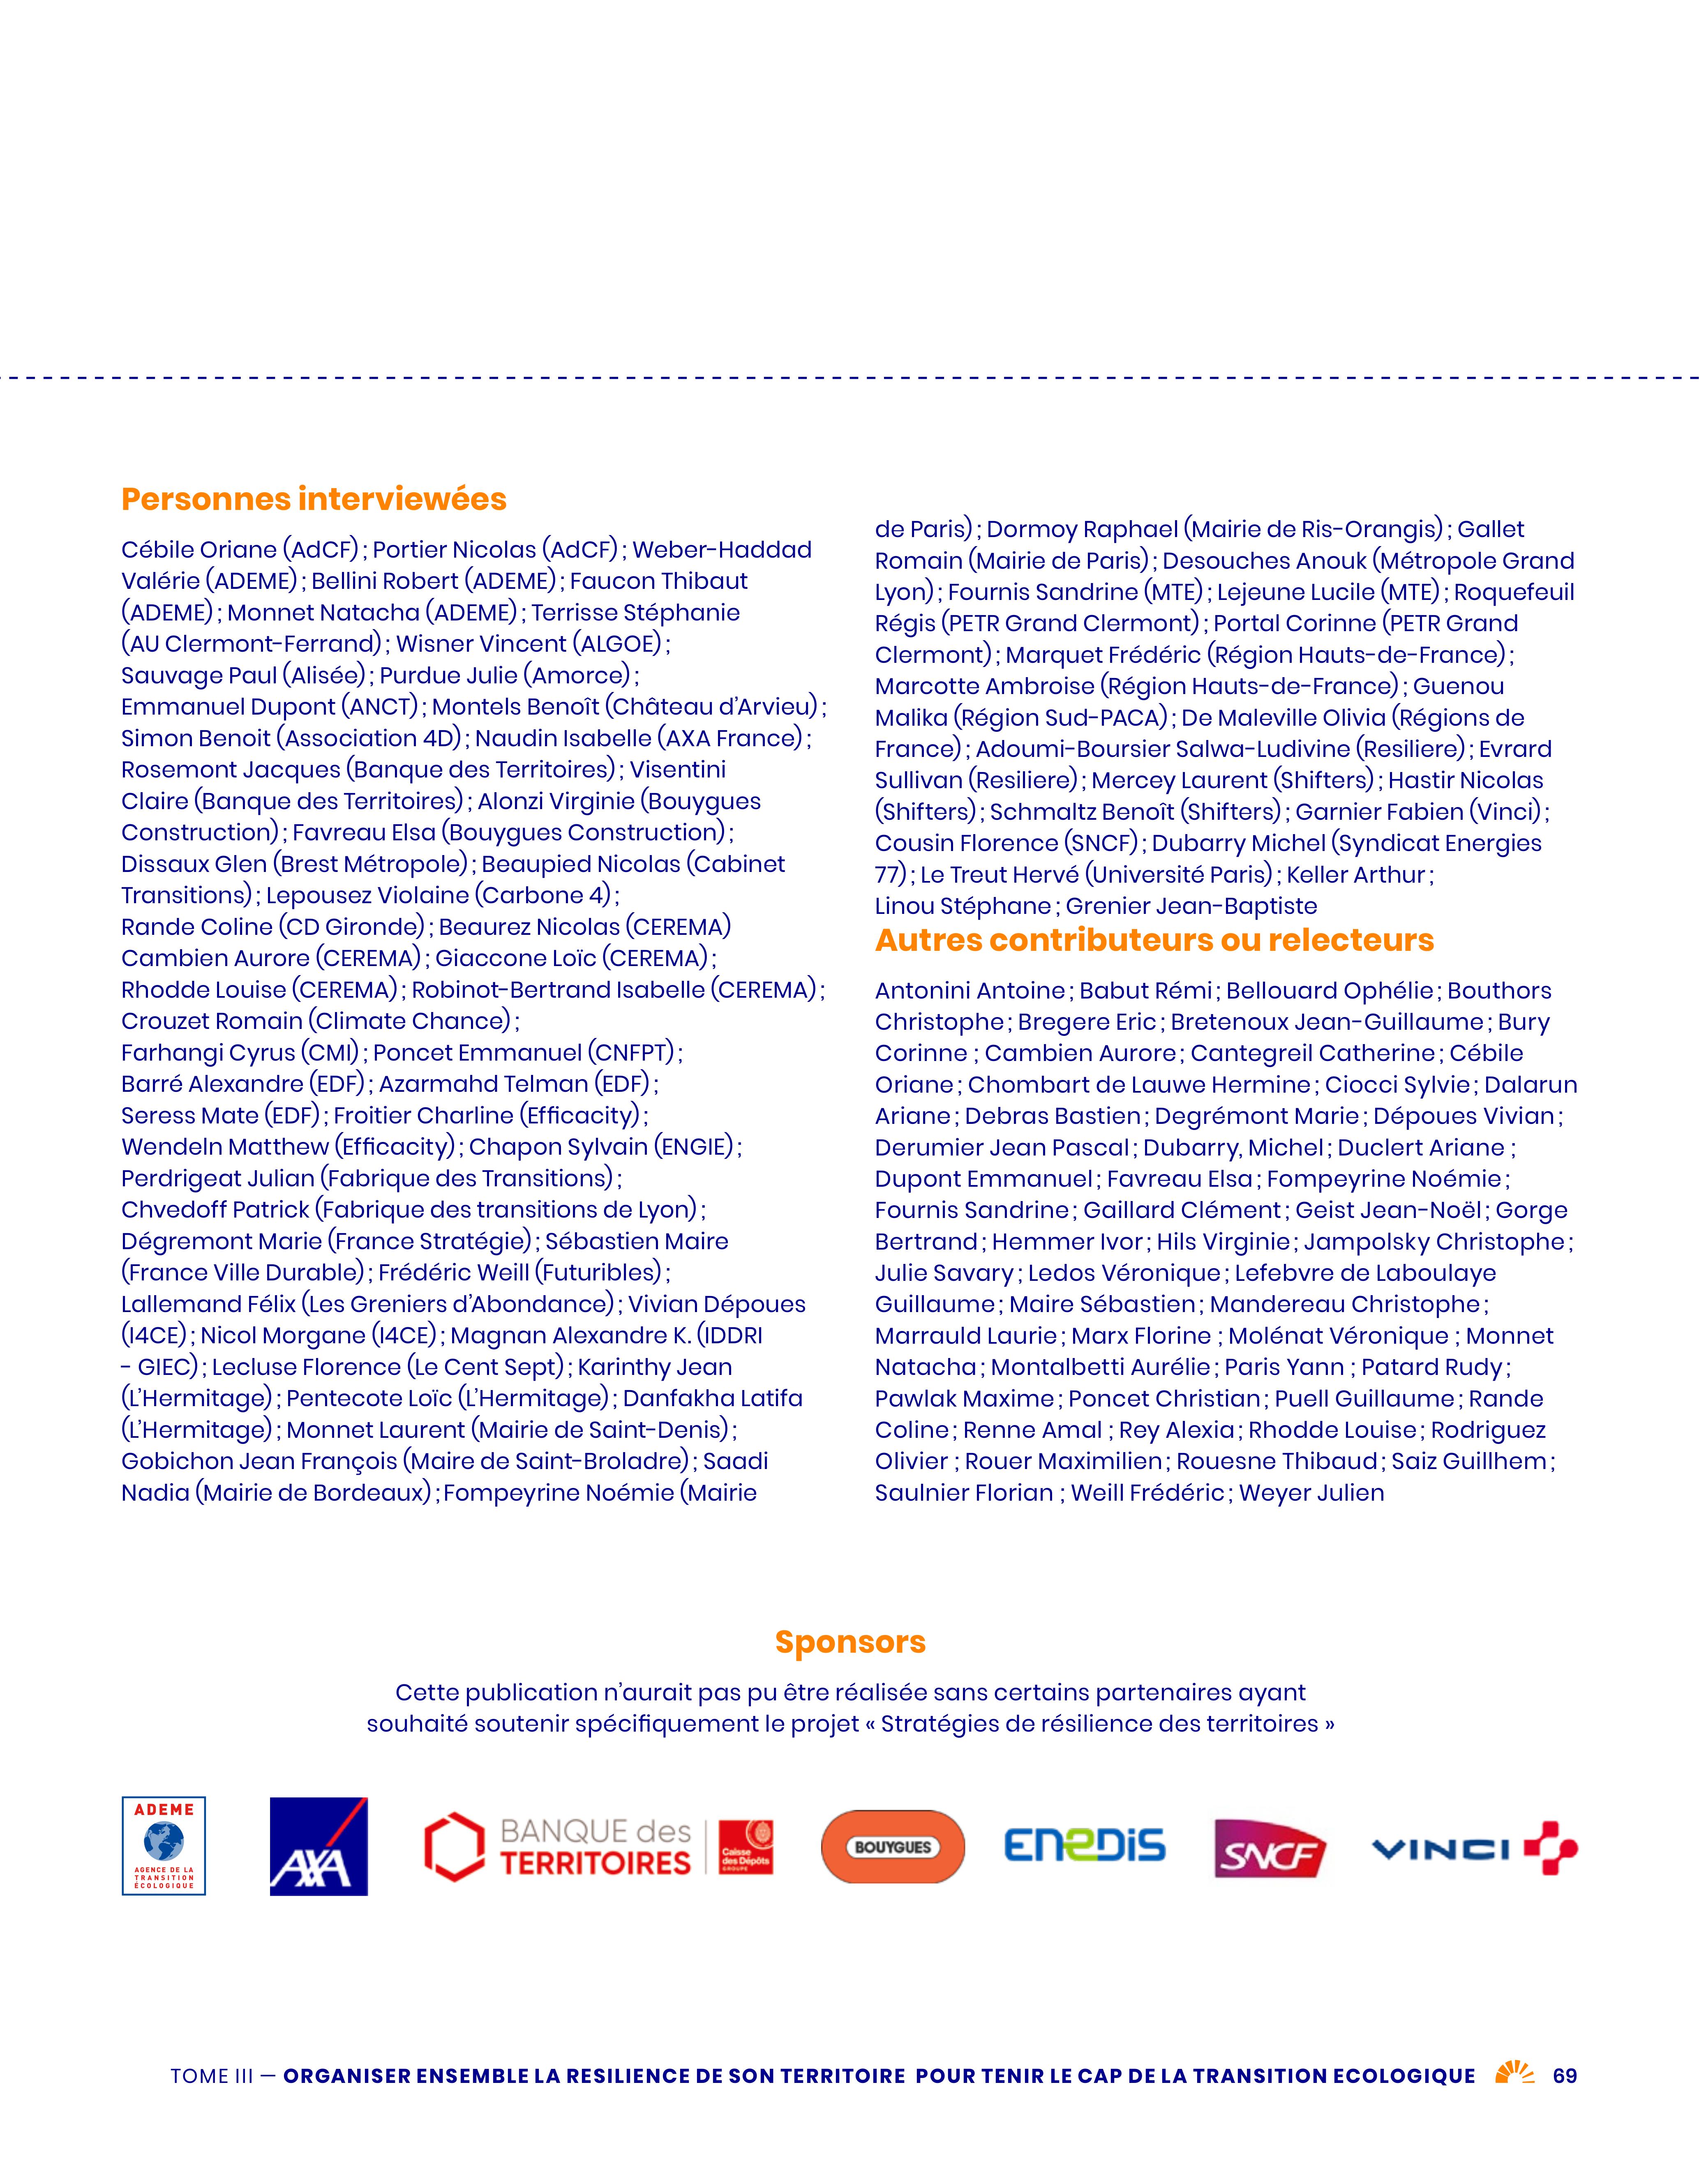 Personnes interviewées
Cébile Oriane (AdCF) ; Portier Nicolas (AdCF) ; Weber-Haddad
Valérie (ADEME) ; Bellini Robert (ADEME) ; Faucon Thibaut
(ADEME) ; Monnet Natacha (ADEME) ; Terrisse Stéphanie
(AU Clermont-Ferrand) ; Wisner Vincent (ALGOE) ;
Sauvage Paul (Alisée) ; Purdue Julie (Amorce) ;
Emmanuel Dupont (ANCT) ; Montels Benoît (Château d’Arvieu) ;
Simon Benoit (Association 4D) ; Naudin Isabelle (AXA France) ;
Rosemont Jacques (Banque des Territoires) ; Visentini
Claire (Banque des Territoires) ; Alonzi Virginie (Bouygues
Construction) ; Favreau Elsa (Bouygues Construction) ;
Dissaux Glen (Brest Métropole) ; Beaupied Nicolas (Cabinet
Transitions) ; Lepousez Violaine (Carbone 4) ;
Rande Coline (CD Gironde) ; Beaurez Nicolas (CEREMA)
Cambien Aurore (CEREMA) ; Giaccone Loïc (CEREMA) ;
Rhodde Louise (CEREMA) ; Robinot-Bertrand Isabelle (CEREMA) ;
Crouzet Romain (Climate Chance) ;
Farhangi Cyrus (CMI) ; Poncet Emmanuel (CNFPT) ;
Barré Alexandre (EDF) ; Azarmahd Telman (EDF) ;
Seress Mate (EDF) ; Froitier Charline (Efficacity) ;
Wendeln Matthew (Efficacity) ; Chapon Sylvain (ENGIE) ;
Perdrigeat Julian (Fabrique des Transitions) ;
Chvedoff Patrick (Fabrique des transitions de Lyon) ;
Dégremont Marie (France Stratégie) ; Sébastien Maire
(France Ville Durable) ; Frédéric Weill (Futuribles) ;
Lallemand Félix (Les Greniers d’Abondance) ; Vivian Dépoues
(I4CE) ; Nicol Morgane (I4CE) ; Magnan Alexandre K. (IDDRI
- GIEC) ; Lecluse Florence (Le Cent Sept) ; Karinthy Jean
(L’Hermitage) ; Pentecote Loïc (L’Hermitage) ; Danfakha Latifa
(L’Hermitage) ; Monnet Laurent (Mairie de Saint-Denis) ;
Gobichon Jean François (Maire de Saint-Broladre) ; Saadi
Nadia (Mairie de Bordeaux) ; Fompeyrine Noémie (Mairie
de Paris) ; Dormoy Raphael (Mairie de Ris-Orangis) ; Gallet
Romain (Mairie de Paris) ; Desouches Anouk (Métropole Grand
Lyon) ; Fournis Sandrine (MTE) ; Lejeune Lucile (MTE) ; Roquefeuil
Régis (PETR Grand Clermont) ; Portal Corinne (PETR Grand
Clermont) ; Marquet Frédéric (Région Hauts-de-France) ;
Marcotte Ambroise (Région Hauts-de-France) ; Guenou
Malika (Région Sud-PACA) ; De Maleville Olivia (Régions de
France) ; Adoumi-Boursier Salwa-Ludivine (Resiliere) ; Evrard
Sullivan (Resiliere) ; Mercey Laurent (Shifters) ; Hastir Nicolas
(Shifters) ; Schmaltz Benoît (Shifters) ; Garnier Fabien (Vinci) ;
Cousin Florence (SNCF) ; Dubarry Michel (Syndicat Energies
77) ; Le Treut Hervé (Université Paris) ; Keller Arthur ;
Linou Stéphane ; Grenier Jean-Baptiste
Autres contributeurs ou relecteurs
Antonini Antoine ; Babut Rémi ; Bellouard Ophélie ; Bouthors
Christophe ; Bregere Eric ; Bretenoux Jean-Guillaume ; Bury
Corinne ; Cambien Aurore ; Cantegreil Catherine ; Cébile
Oriane ; Chombart de Lauwe Hermine ; Ciocci Sylvie ; Dalarun
Ariane ; Debras Bastien ; Degrémont Marie ; Dépoues Vivian ;
Derumier Jean Pascal ; Dubarry, Michel ; Duclert Ariane ;
Dupont Emmanuel ; Favreau Elsa ; Fompeyrine Noémie ;
Fournis Sandrine ; Gaillard Clément ; Geist Jean-Noël ; Gorge
Bertrand ; Hemmer Ivor ; Hils Virginie ; Jampolsky Christophe ;
Julie Savary ; Ledos Véronique ; Lefebvre de Laboulaye
Guillaume ; Maire Sébastien ; Mandereau Christophe ;
Marrauld Laurie ; Marx Florine ; Molénat Véronique ; Monnet
Natacha ; Montalbetti Aurélie ; Paris Yann ; Patard Rudy ;
Pawlak Maxime ; Poncet Christian ; Puell Guillaume ; Rande
Coline ; Renne Amal ; Rey Alexia ; Rhodde Louise ; Rodriguez
Olivier ; Rouer Maximilien ; Rouesne Thibaud ; Saiz Guillhem ;
Saulnier Florian ; Weill Frédéric ; Weyer Julien
Sponsors
Cette publication n’aurait pas pu être réalisée sans certains partenaires ayant
souhaité soutenir spécifiquement le projet « Stratégies de résilience des territoires »
ADEME
AGENCE DE LA
TRANSITION
ÉCOLOGIQUE
AXA
BANQUE des
TERRITOIRES
Caisse
des Dépôts
GROUPE
BOUYGUES
ENEDIS
SNCF
VINCI
TOME III — ORGANISER ENSEMBLE LA RESILIENCE DE SON TERRITOIRE POUR TENIR LE CAP DE LA TRANSITION ECOLOGIQUE 69